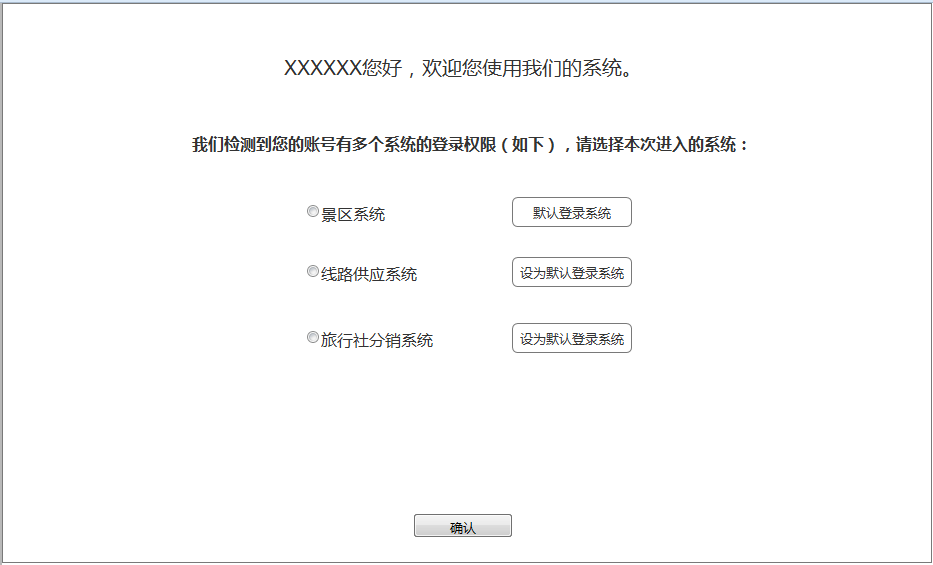 XXXXXX您好，欢迎您使用我们的系统。
我们检测到您的账号有多个系统的登录权限（如下），请选择本次进入的系统：
景区系统 默认登录系统
线路供应系统 设为默认登录系统
旅行社分销系统 设为默认登录系统
确认